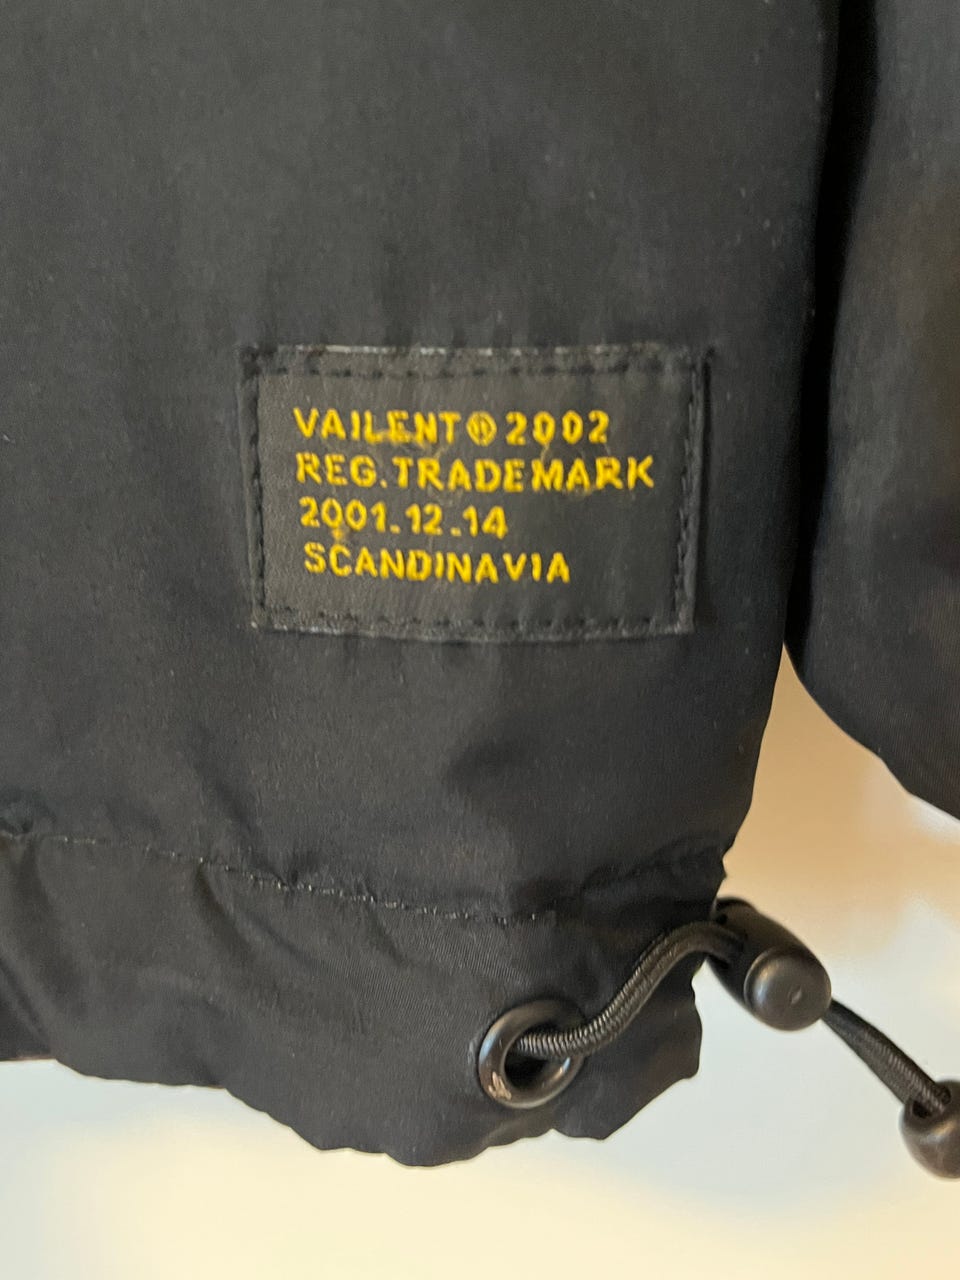 VAILENT® 2002
REG. TRADEMARK
2001.12.14
SCANDINAVIA